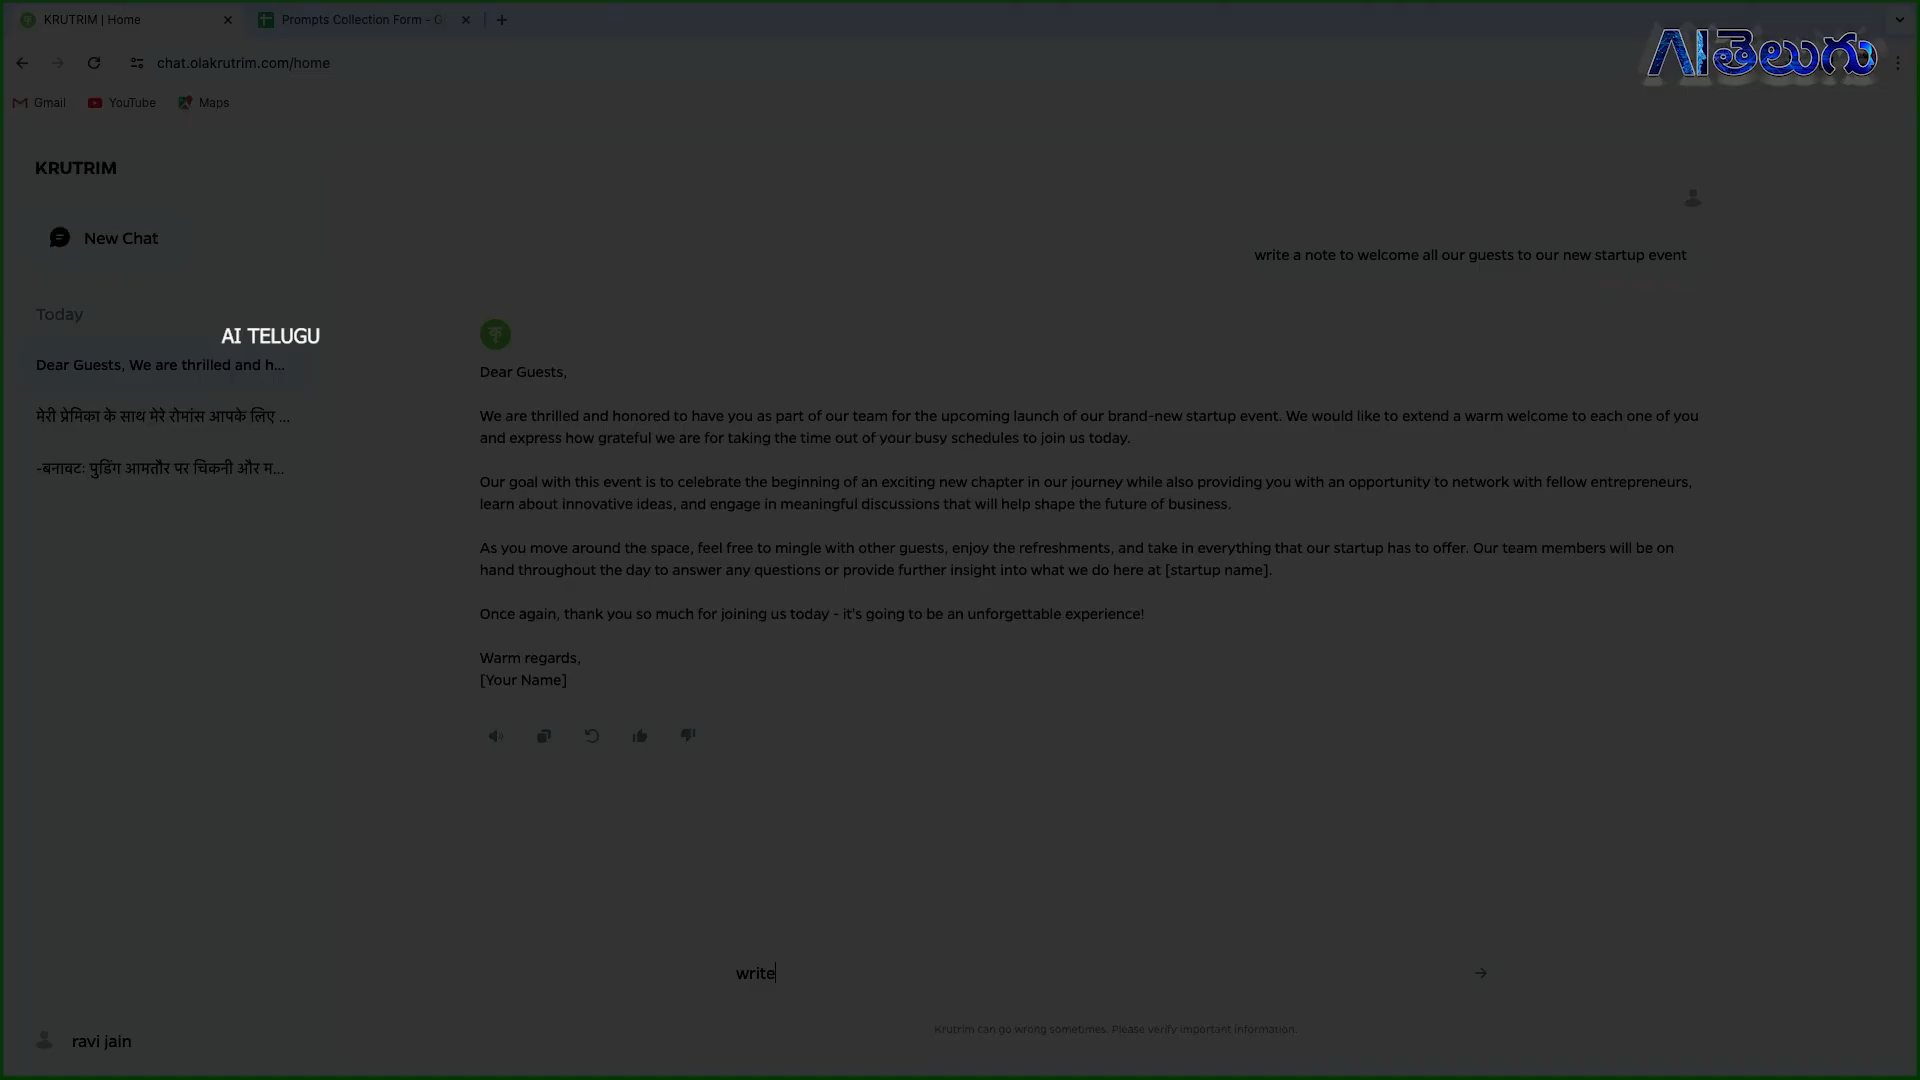 KRUTRIM | Home
Prompts Collection Form - G
chat.olakrutrim.com/home
Gmail
YouTube
Maps
AIతెలుగు
KRUTRIM
New Chat
write a note to welcome all our guests to our new startup event
Today
AI TELUGU
Dear Guests, We are thrilled and h...
मेरी प्रेमिका के साथ मेरे रोमांस आपके लिए ...
-बनावट: पुडिंग आमतौर पर चिकनी और म...
कृ
Dear Guests,
We are thrilled and honored to have you as part of our team for the upcoming launch of our brand-new startup event. We would like to extend a warm welcome to each one of you
and express how grateful we are for taking the time out of your busy schedules to join us today.
Our goal with this event is to celebrate the beginning of an exciting new chapter in our journey while also providing you with an opportunity to network with fellow entrepreneurs,
learn about innovative ideas, and engage in meaningful discussions that will help shape the future of business.
As you move around the space, feel free to mingle with other guests, enjoy the refreshments, and take in everything that our startup has to offer. Our team members will be on
hand throughout the day to answer any questions or provide further insight into what we do here at [startup name].
Once again, thank you so much for joining us today - it's going to be an unforgettable experience!
Warm regards,
[Your Name]
write
Krutrim can go wrong sometimes. Please verify important information.
ravi jain